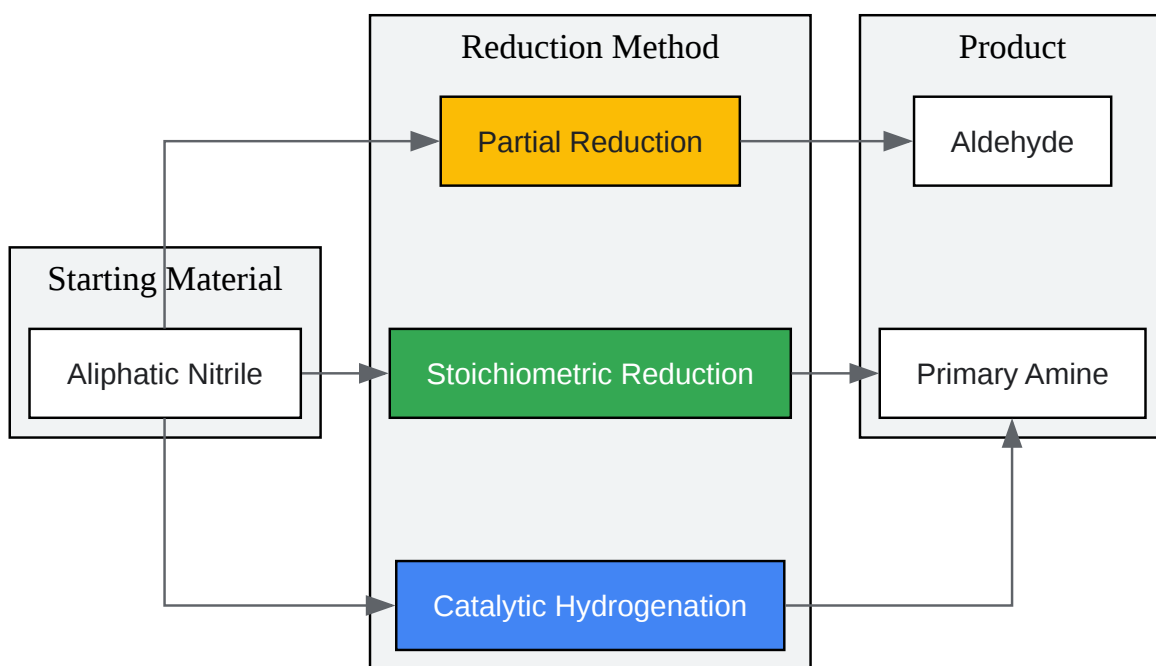 Reduction Method
Product
Partial Reduction
Aldehyde
Starting Material
Aliphatic Nitrile
Stoichiometric Reduction
Primary Amine
Catalytic Hydrogenation